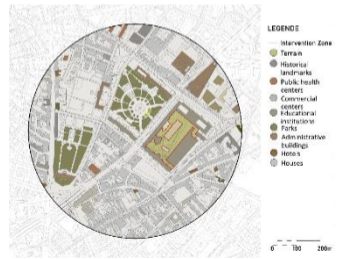 LEGENDE
Intervention Zone
Terrain
Historical
landmarks
Public health
centers
Commercial
centers
Educational
institutions
Parks
Administrative
buildings
Hotels
Houses
0 100 200m